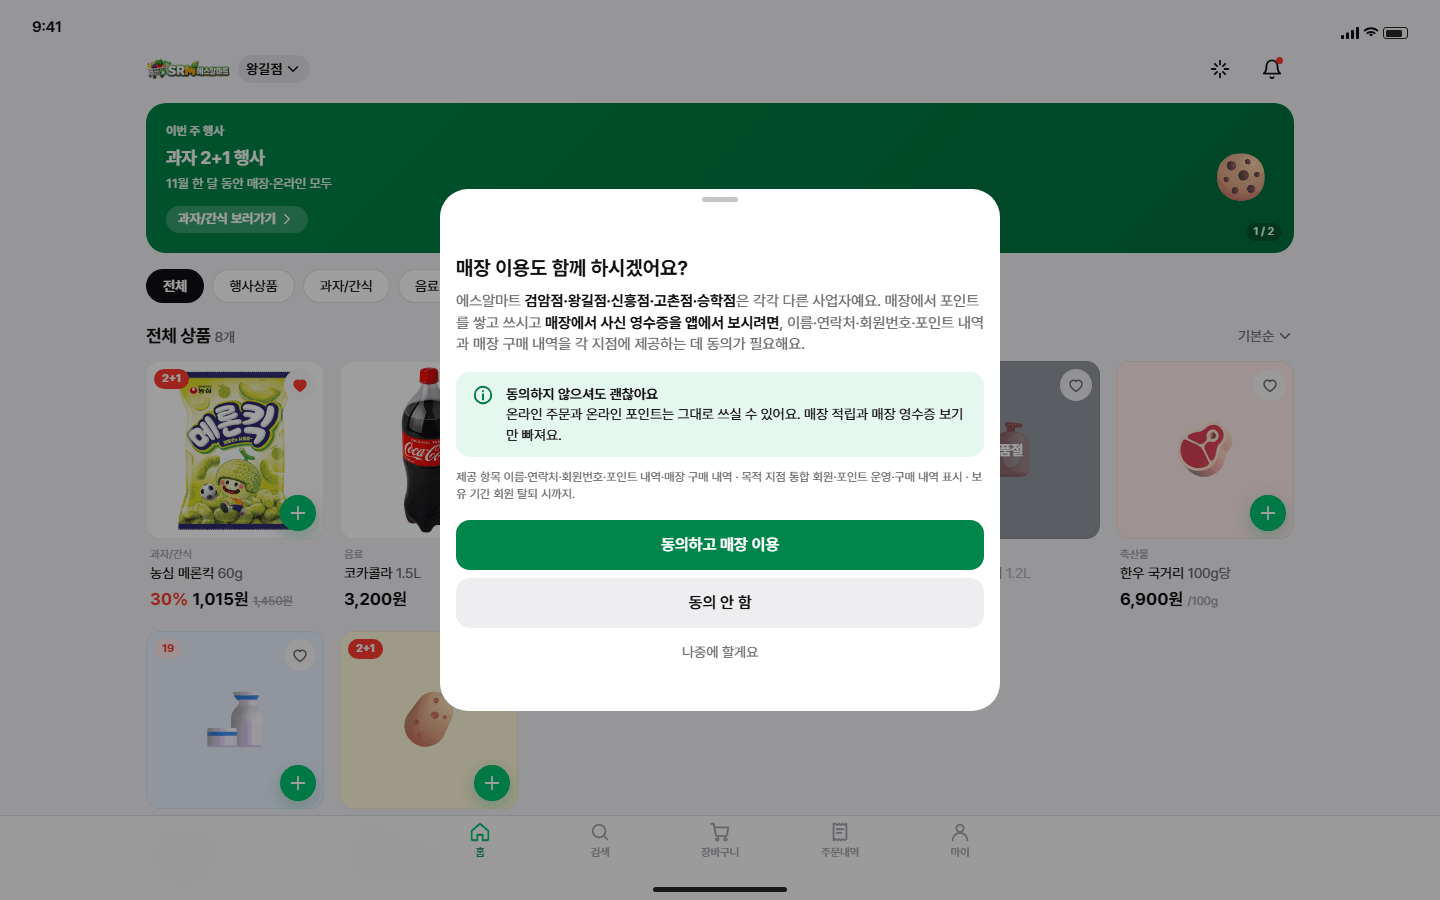 9:41
SRM에스알마트
왕길점
이번 주 행사
과자 2+1 행사
11월 한 달 동안 매장·온라인 모두
과자/간식 보러가기
1 / 2
전체
행사상품
과자/간식
음료
전체 상품 8개
기본순
매장 이용도 함께 하시겠어요?
에스알마트 검암점·왕길점·신흥점·고촌점·승학점은 각각 다른 사업자예요. 매장에서 포인트
를 쌓고 쓰시고 매장에서 사신 영수증을 앱에서 보시려면, 이름·연락처·회원번호·포인트 내역
과 매장 구매 내역을 각 지점에 제공하는 데 동의가 필요해요.
동의하지 않으셔도 괜찮아요
온라인 주문과 온라인 포인트는 그대로 쓰실 수 있어요. 매장 적립과 매장 영수증 보기
만 빠져요.
제공 항목 이름·연락처·회원번호·포인트 내역·매장 구매 내역 · 목적 지점 통합 회원·포인트 운영·구매 내역 표시 · 보
유 기간 회원 탈퇴 시까지.
동의하고 매장 이용
동의 안 함
나중에 할게요
2+1
농심
메론킥
Coca-Cola
품절
과자/간식
농심 메론킥 60g
30% 1,015원 1,450원
음료
코카콜라 1.5L
3,200원
1.2L
축산물
한우 국거리 100g당
6,900원 /100g
19
2+1
홈
검색
장바구니
주문내역
마이